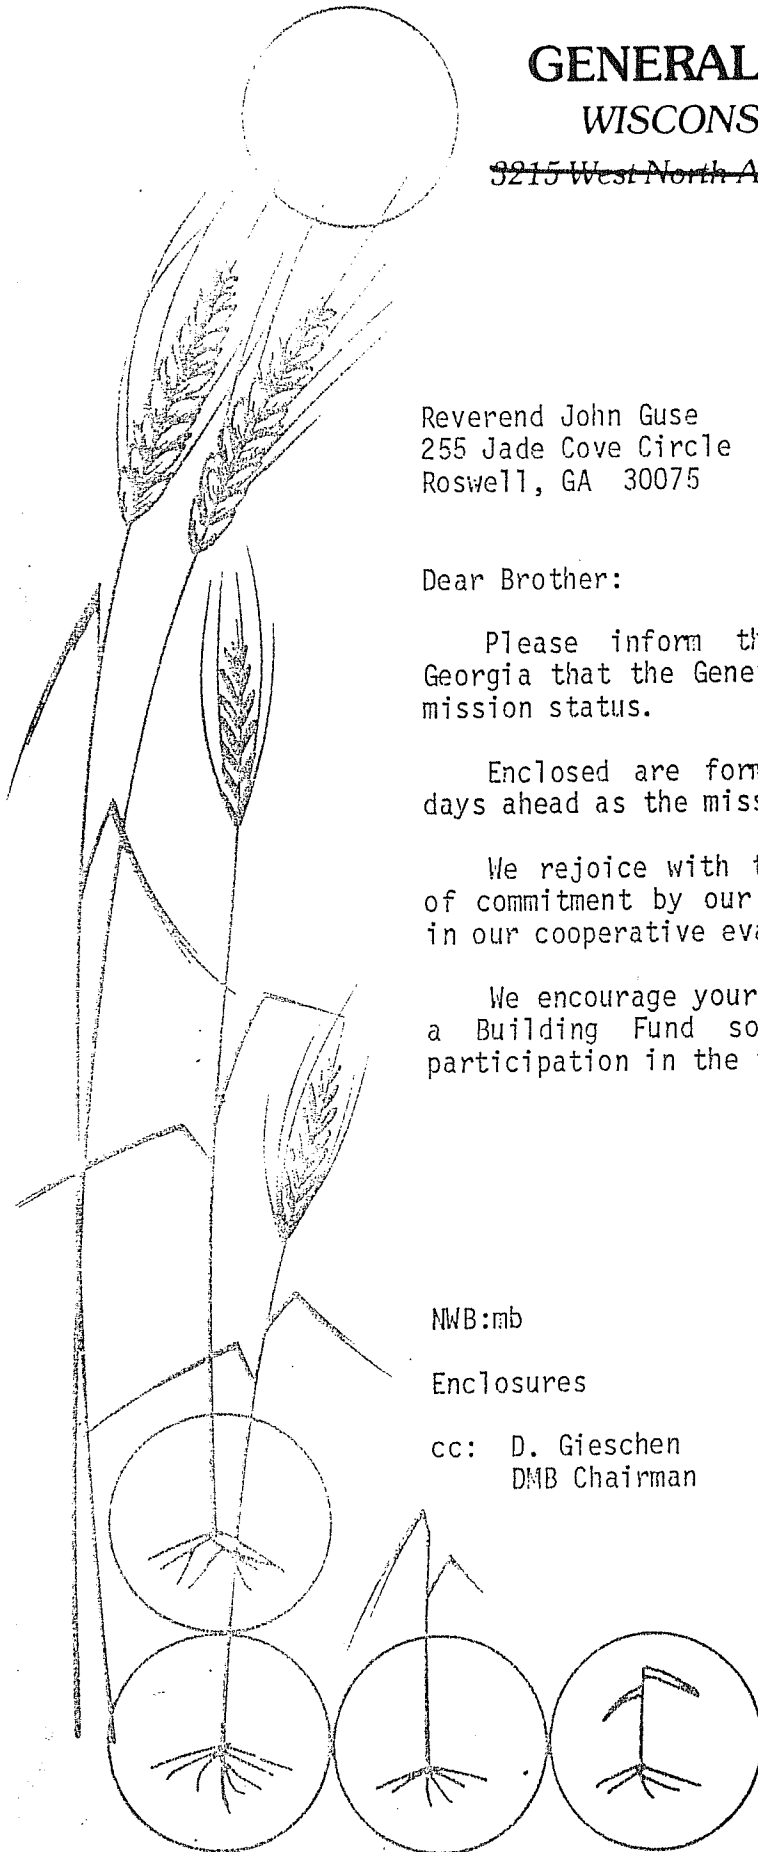 GENERAL
WISCONS
3215 West North A
Reverend John Guse
255 Jade Cove Circle
Roswell, GA 30075
Dear Brother:
Please inform th
Georgia that the Gene
mission status.
Enclosed are for
days ahead as the miss
We rejoice with t
of commitment by our
in our cooperative eva
We encourage your
a Building Fund so
participation in the
NWB:mb
Enclosures
cc: D. Gieschen
DMB Chairman